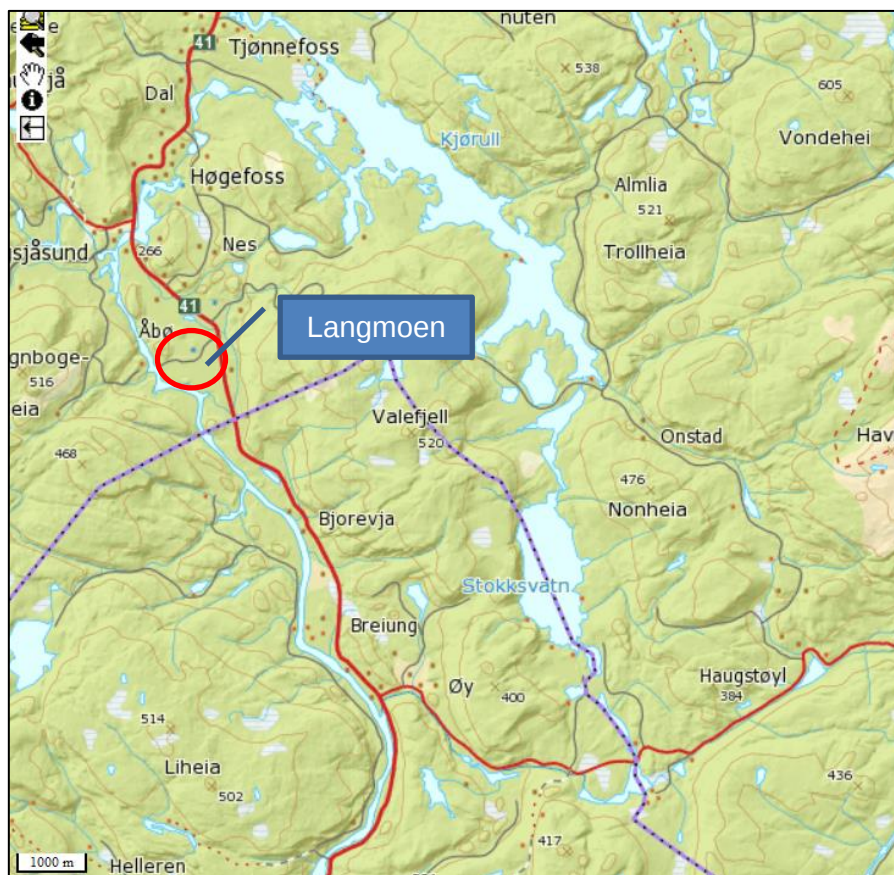 nuten
41
Tjønnefoss
538
605
Dal
Kjørull
Vondehei
Høgefoss
Almlia
521
sjåsund
266
Nes
Trollheia
41
Langmoen
Åbø
gnboge-
516
eia
Valefjell
520
Onstad
Hav
468
476
Nonheia
Bjorevja
Stokksvatn
Breiung
Haugstøyl
384
Øy
400
514
Liheia
502
436
417
1000 m
Helleren